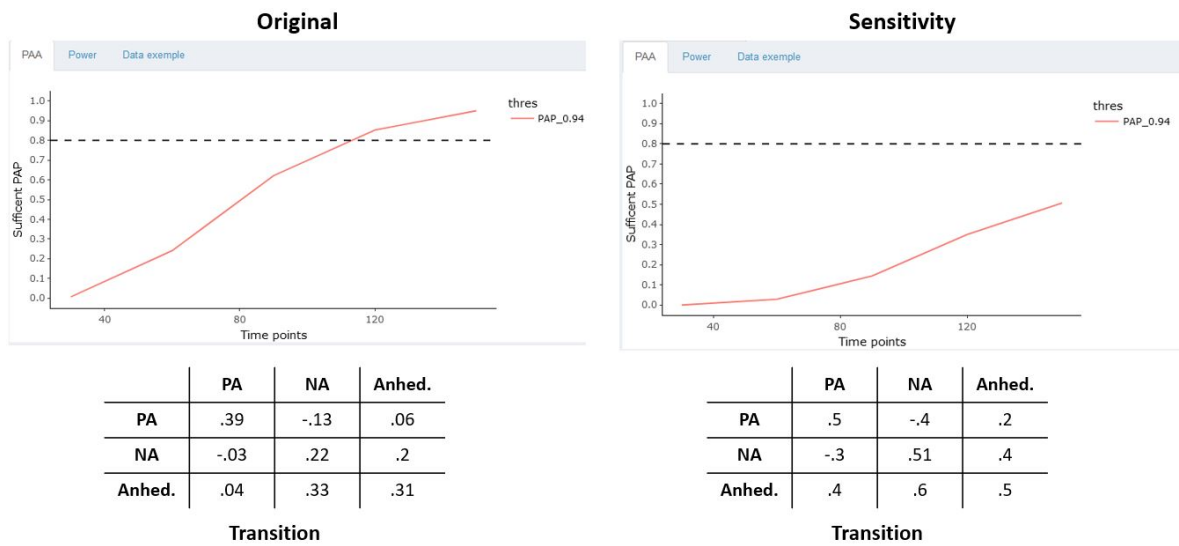 Original
PAA Power Data exemple
1.0
0.9
0.8
0.7
0.6
0.5
0.4
0.3
0.2
0.1
0.0
Sufficent PAP
40 80 120
Time points
thres
PAP_0.94
PA NA Anhed.
PA .39 -.13 .06
NA -.03 .22 .2
Anhed. .04 .33 .31
Transition
Sensitivity
PAA Power Data exemple
1.0
0.9
0.8
0.7
0.6
0.5
0.4
0.3
0.2
0.1
0.0
Sufficent PAP
40 80 120
Time points
thres
PAP_0.94
PA NA Anhed.
PA .5 -.4 .2
NA -.3 .51 .4
Anhed. .4 .6 .5
Transition